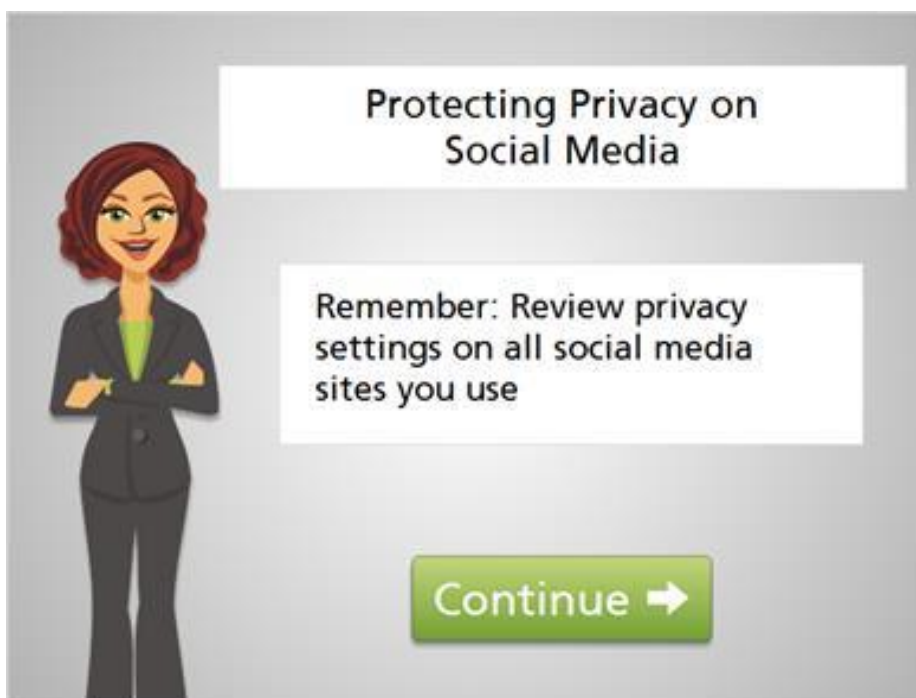 Protecting Privacy on
Social Media
Remember: Review privacy
settings on all social media
sites you use
Continue